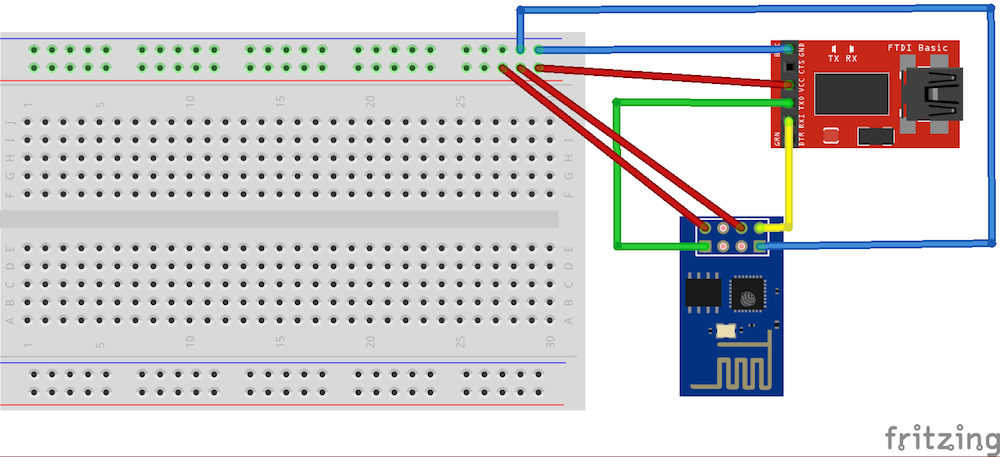 FTDI Basic
TX RX
BLK
GND
CTS
VCC
TXO
RXI
DTR
GRN
1 5 10 15 20 25
J
I
H
G
F
J
I
H
G
F
E
D
C
B
A
E
D
C
B
A
1 5 10 15 20 25 30
fritzing